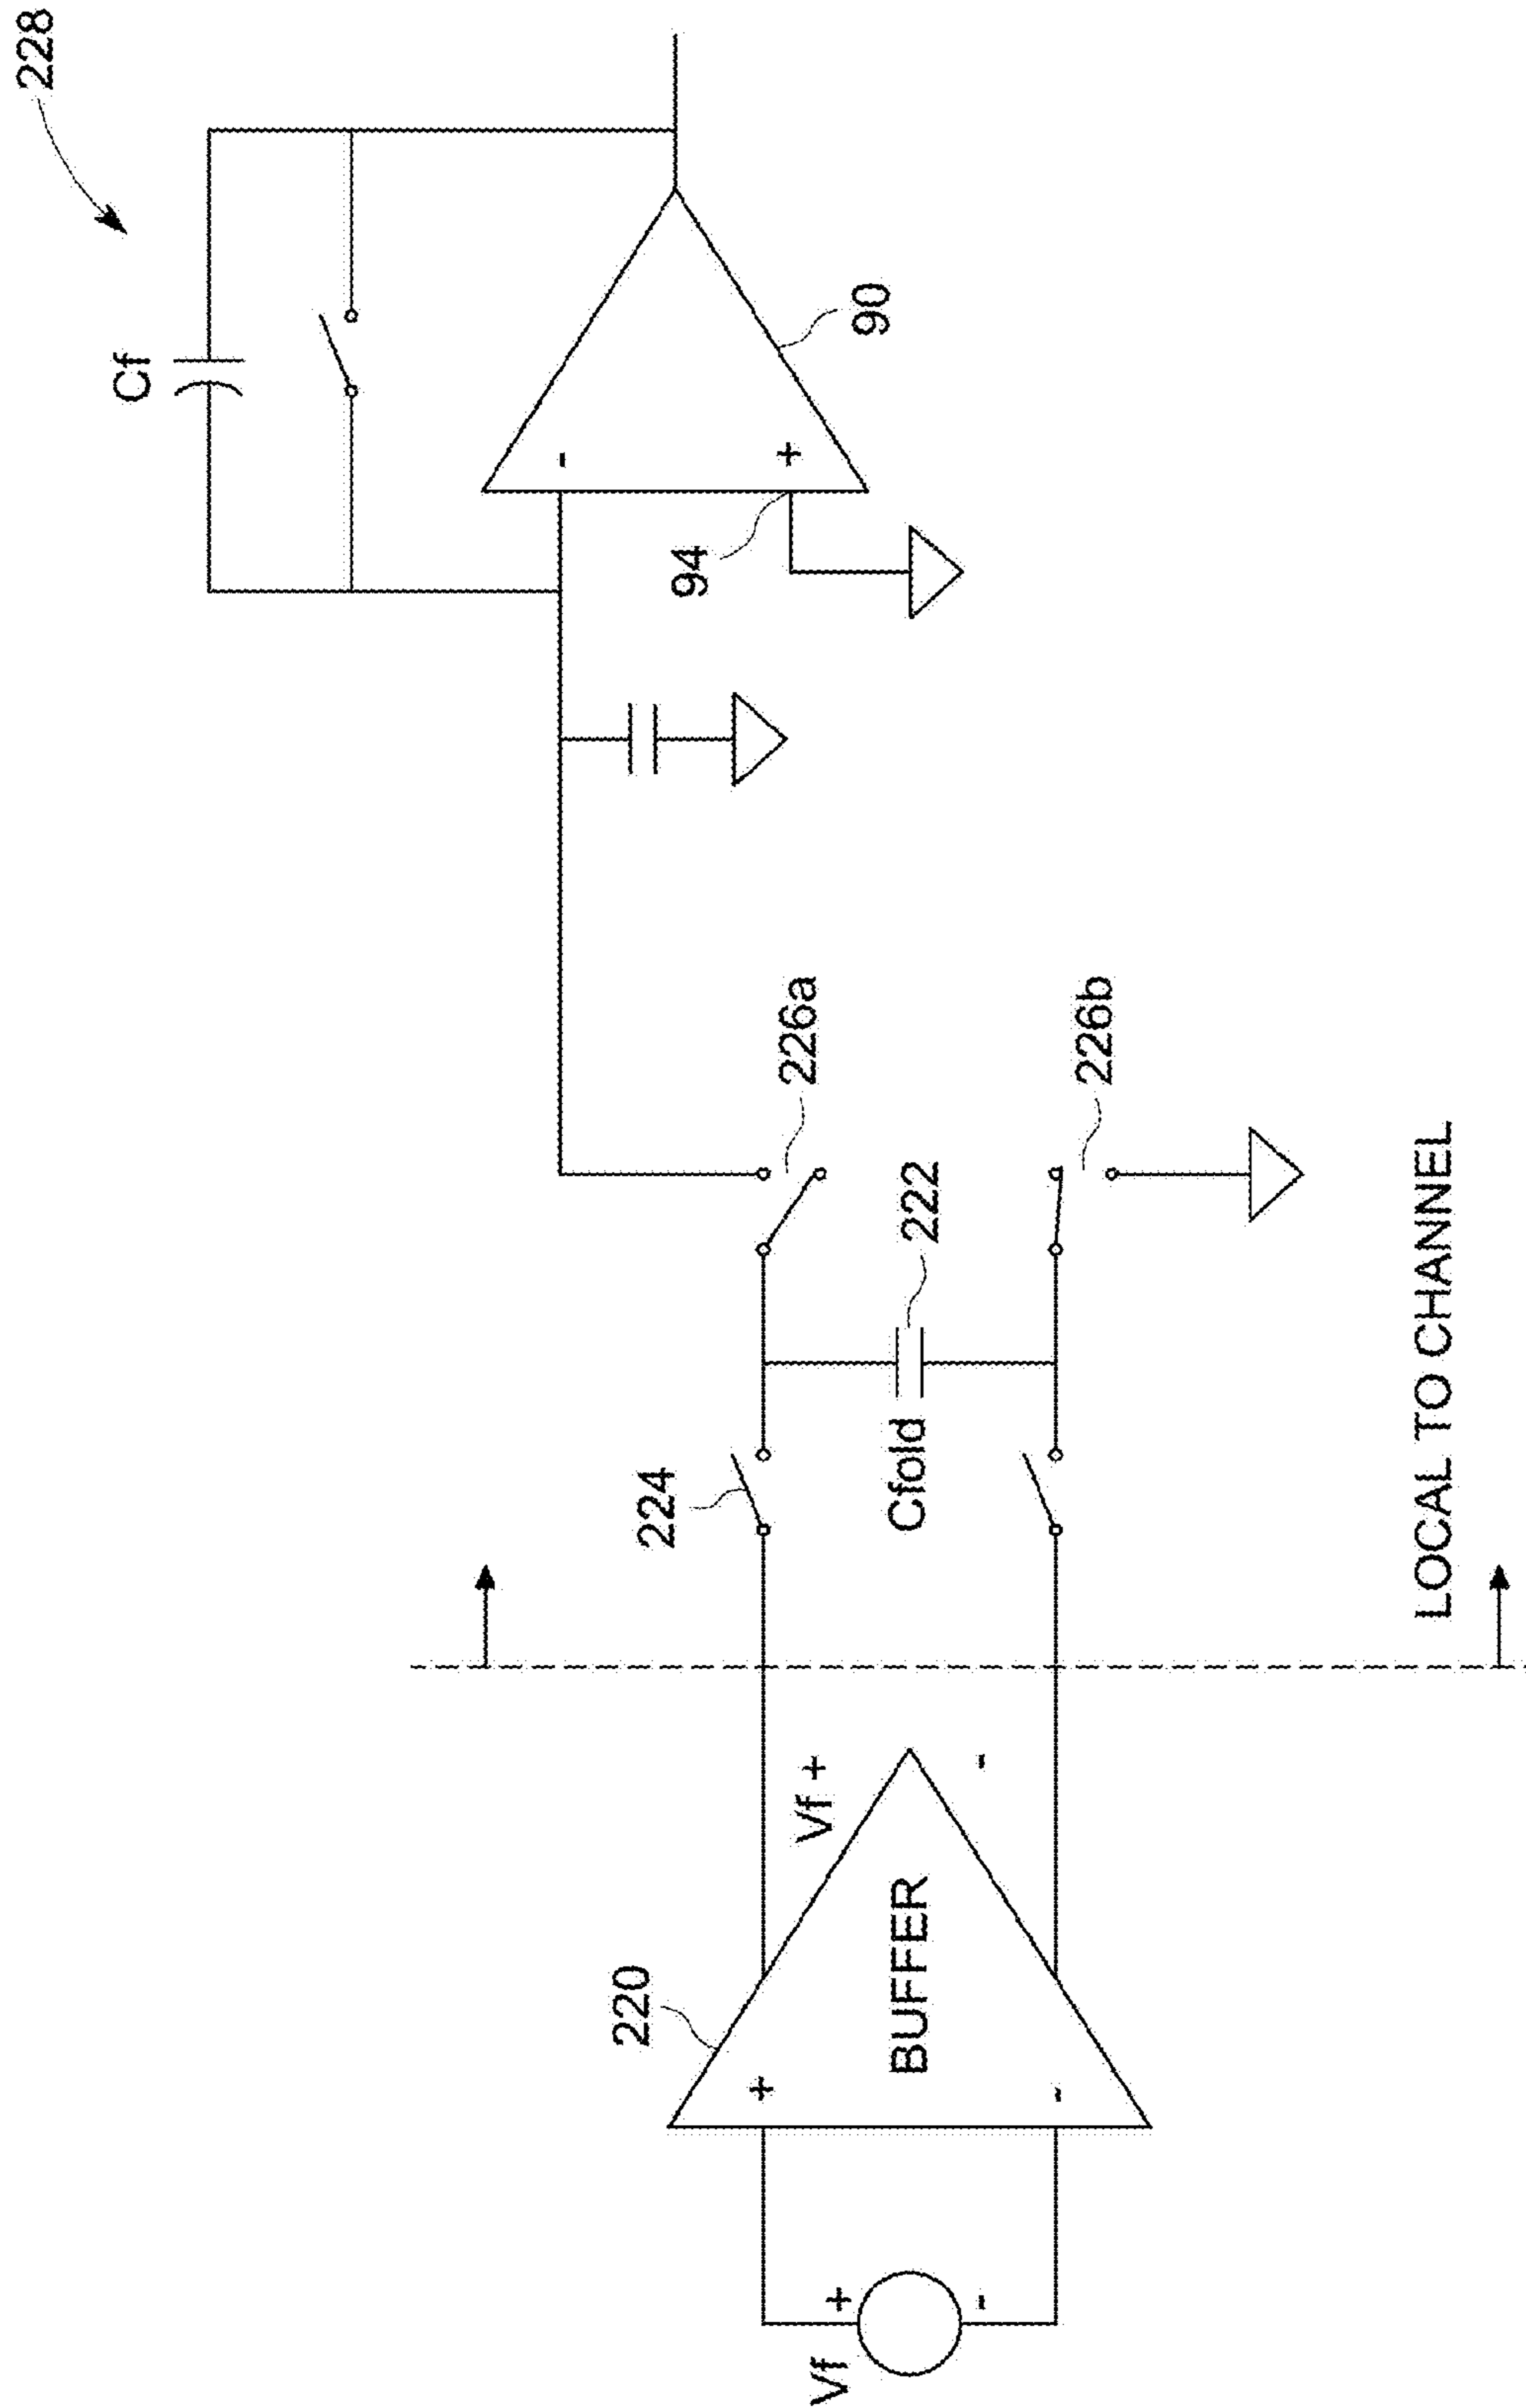 228
Cf
-
+
90
94
226a
226b
222
Cfold
224
LOCAL TO CHANNEL
220
Vf +
-
BUFFER
+
-
Vf
+
-